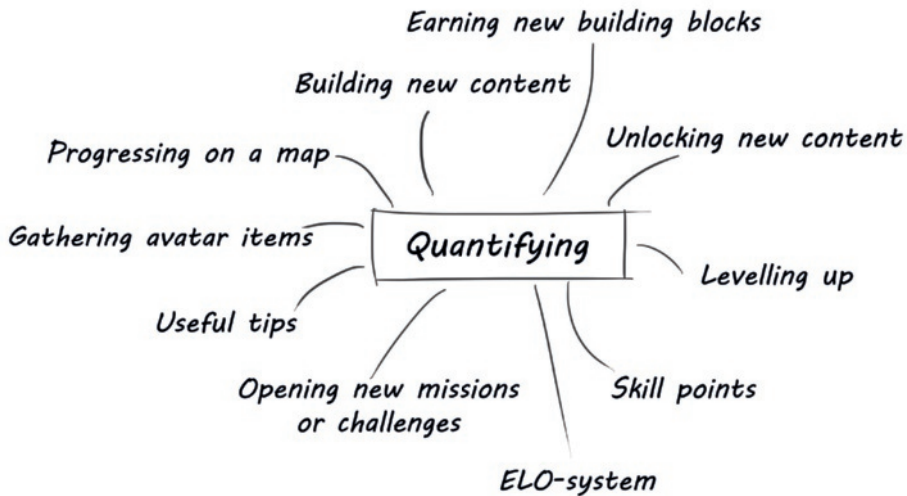 Earning new building blocks
Building new content
Unlocking new content
Progressing on a map
Gathering avatar items
Quantifying
Levelling up
Useful tips
Opening new missions
or challenges
Skill points
ELO-system